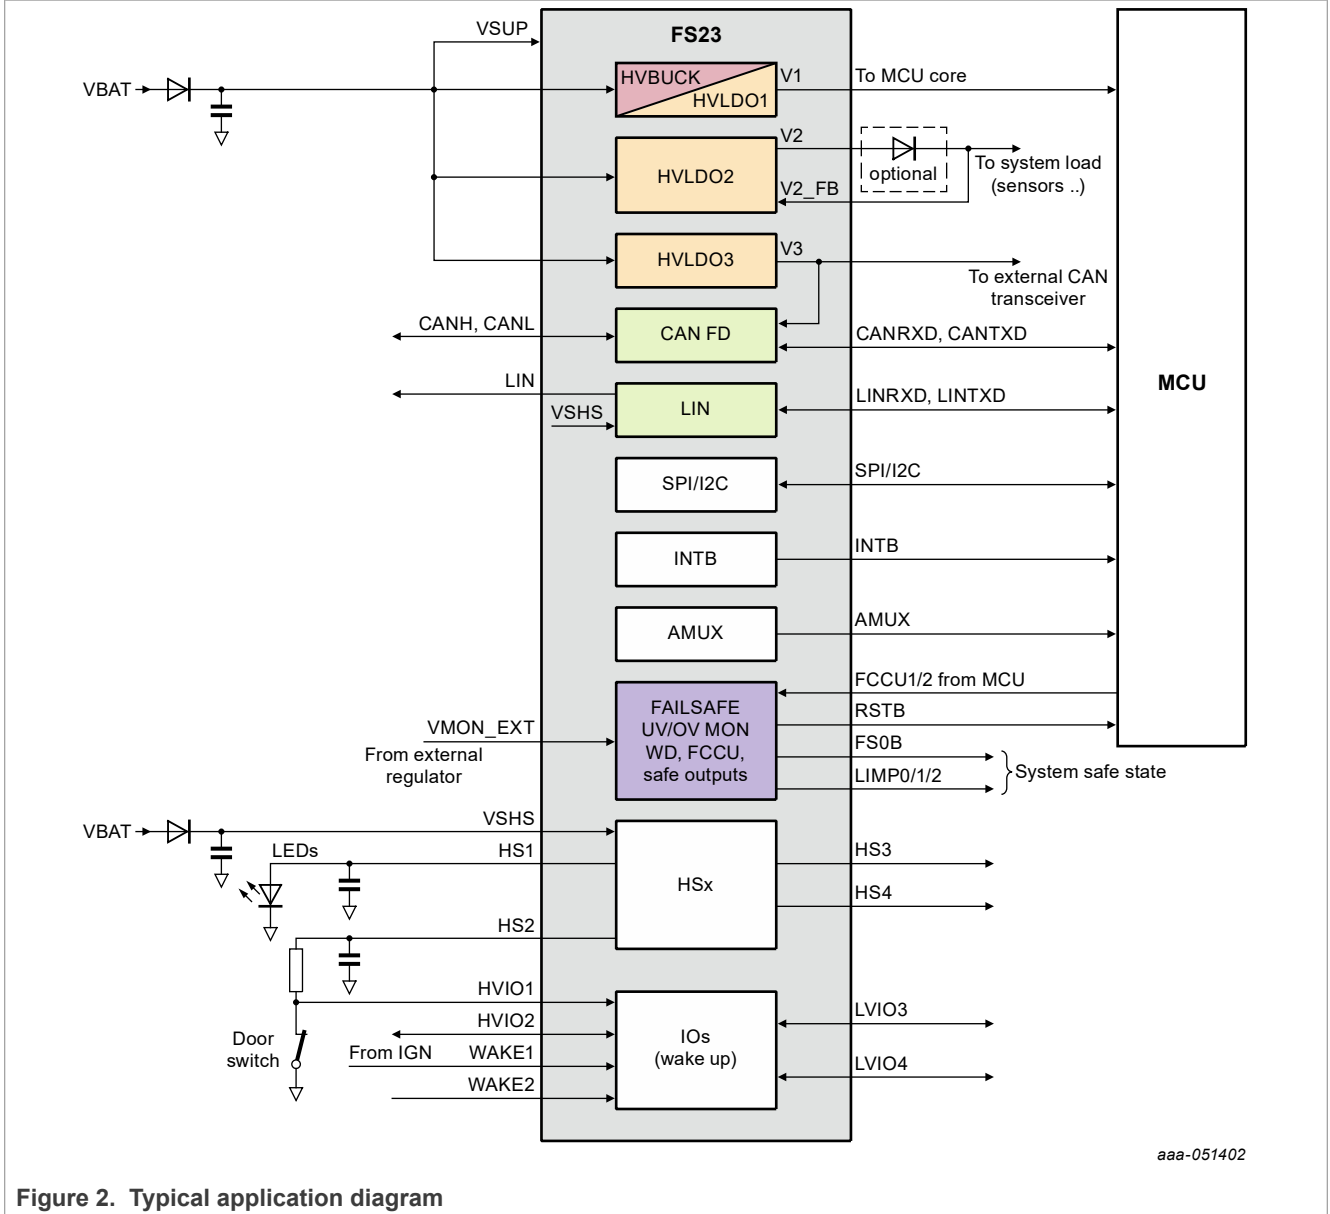 FS23
VSUP
VBAT
HVBUCK
HVLDO1
V1
To MCU core
HVLDO2
V2
optional
V2_FB
To system load
(sensors ..)
HVLDO3
V3
To external CAN
transceiver
CANH, CANL
CAN FD
CANRXD, CANTXD
MCU
LIN
VSHS
LIN
LINRXD, LINTXD
SPI/I2C
SPI/I2C
INTB
INTB
AMUX
AMUX
VMON_EXT
From external
regulator
FAILSAFE
UV/OV MON
WD, FCCU,
safe outputs
FCCU1/2 from MCU
RSTB
FS0B
LIMP0/1/2
System safe state
VBAT
VSHS
LEDs
HS1
HS2
HSx
HS3
HS4
HVIO1
HVIO2
Door
switch
From IGN
WAKE1
WAKE2
IOs
(wake up)
LVIO3
LVIO4
aaa-051402
Figure 2. Typical application diagram